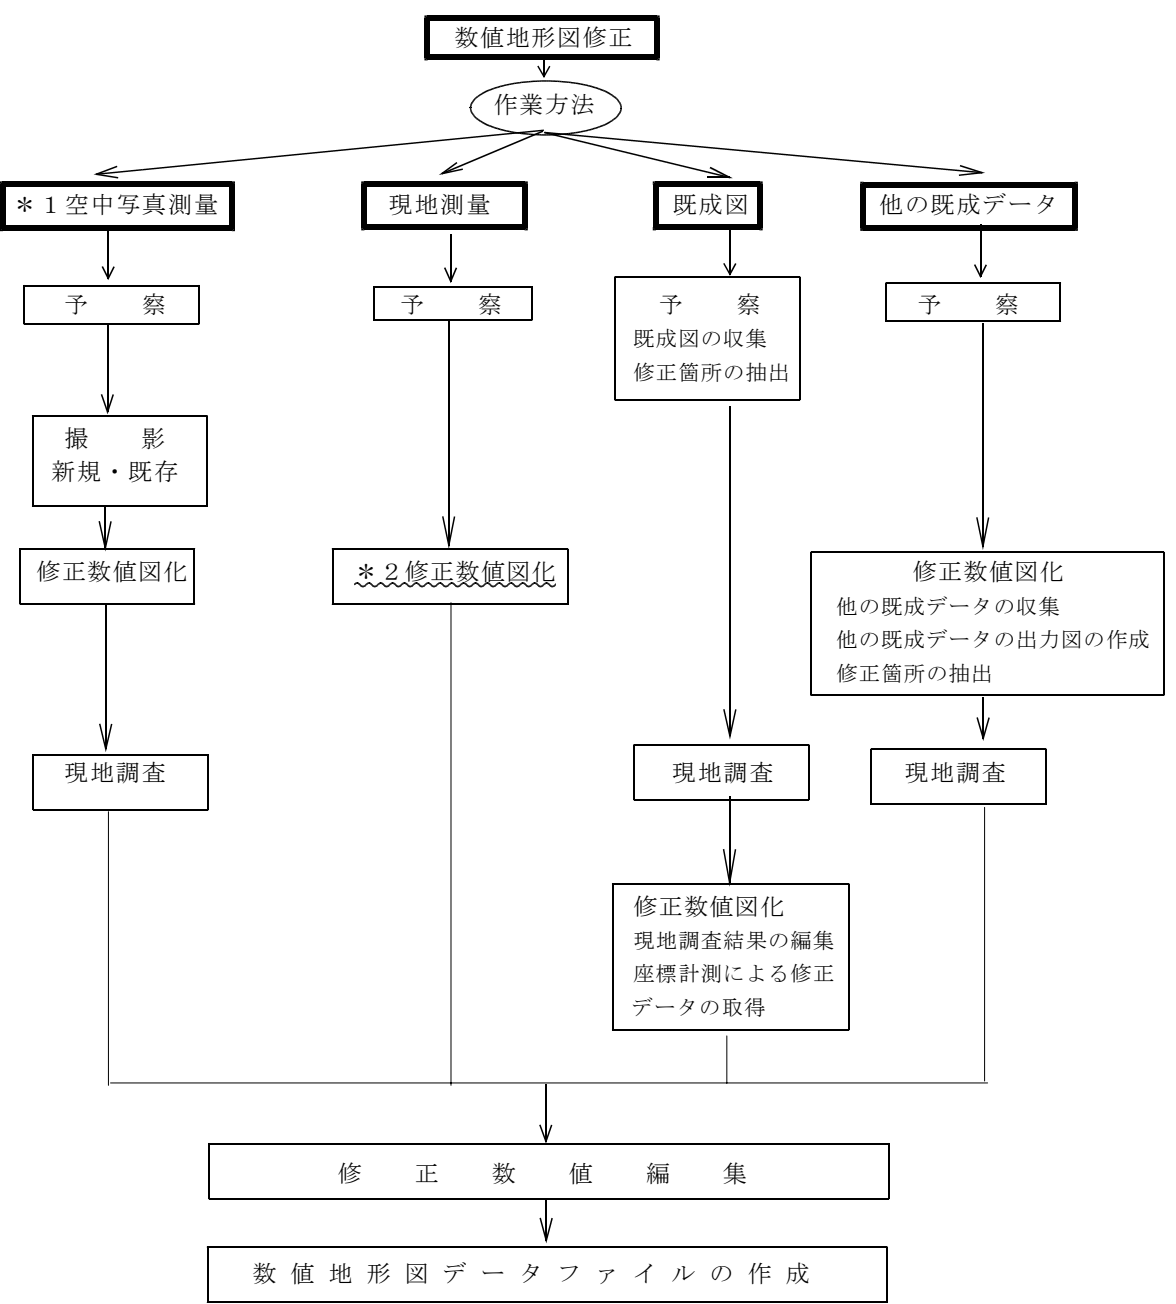 数値地形図修正
作業方法
＊１空中写真測量
現地測量
既成図
他の既成データ
予　　察
予　　察
予　　察
既成図の収集
修正箇所の抽出
予　　察
撮　　影
新規・既存
修正数値図化
＊２修正数値図化
修正数値図化
他の既成データの収集
他の既成データの出力図の作成
修正箇所の抽出
現地調査
現地調査
現地調査
修正数値図化
現地調査結果の編集
座標計測による修正
データの取得
修　正　数　値　編　集
数値地形図データファイルの作成